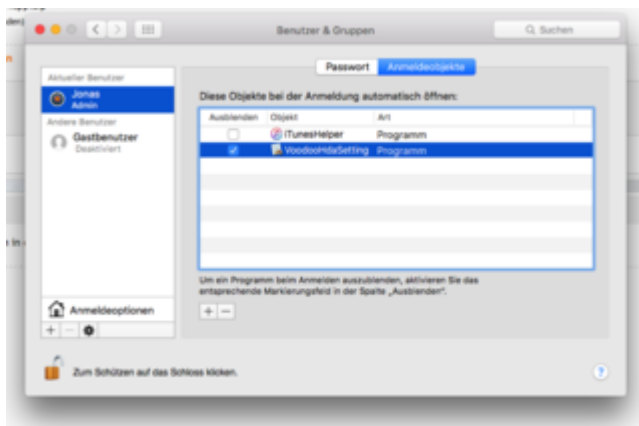 Benutzer & Gruppen
Suchen
Passwort
Anmeldeobjekte
Aktueller Benutzer
Jonas
Admin
Andere Benutzer
Gastbenutzer
Deaktiviert
Diese Objekte bei der Anmeldung automatisch öffnen:
Ausblenden Objekt Art
iTunesHelper Programm
VoodooHdaSetting Programm
Um ein Programm beim Anmelden auszublenden, aktivieren Sie das
entsprechende Markierungsfeld in der Spalte „Ausblenden“.
Anmeldeoptionen
Zum Schützen auf das Schloss klicken.